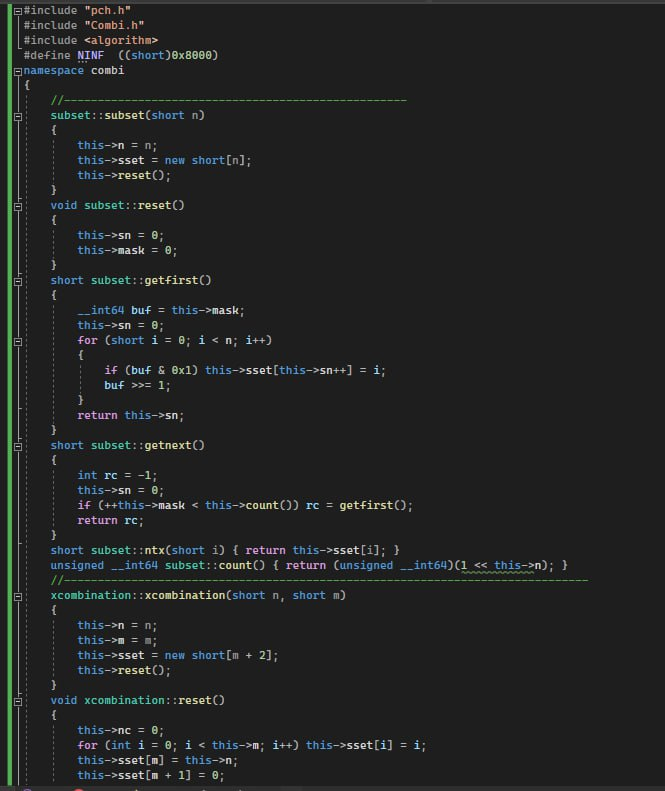 #include "pch.h"
#include "Combi.h"
#include <algorithm>
#define NINF  ((short)0x8000)
namespace combi
{
    //---------------------------------------------------
    subset::subset(short n)
    {
        this->n = n;
        this->sset = new short[n];
        this->reset();
    }
    void subset::reset()
    {
        this->sn = 0;
        this->mask = 0;
    }
    short subset::getfirst()
    {
        __int64 buf = this->mask;
        this->sn = 0;
        for (short i = 0; i < n; i++)
        {
            if (buf & 0x1) this->sset[this->sn++] = i;
            buf >>= 1;
        }
        return this->sn;
    }
    short subset::getnext()
    {
        int rc = -1;
        this->sn = 0;
        if (++this->mask < this->count()) rc = getfirst();
        return rc;
    }
    short subset::ntx(short i) { return this->sset[i]; }
    unsigned __int64 subset::count() { return (unsigned __int64)(1 << this->n); }
    //------------------------------------------------------------------------------
    xcombination::xcombination(short n, short m)
    {
        this->n = n;
        this->m = m;
        this->sset = new short[m + 2];
        this->reset();
    }
    void xcombination::reset()
    {
        this->nc = 0;
        for (int i = 0; i < this->m; i++) this->sset[i] = i;
        this->sset[m] = this->n;
        this->sset[m + 1] = 0;